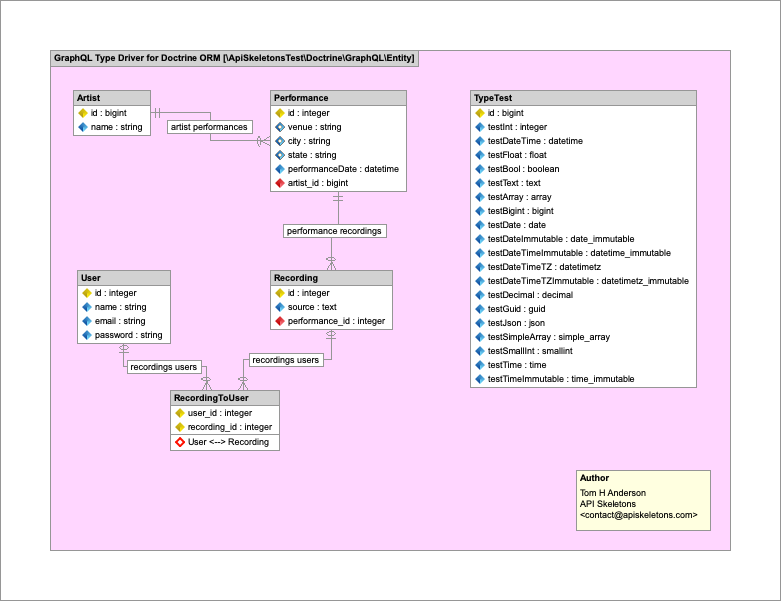 GraphQL Type Driver for Doctrine ORM [\ApiSkeletonsTest\Doctrine\GraphQL\Entity]
Artist
id : bigint
name : string
artist performances
Performance
id : integer
venue : string
city : string
state : string
performanceDate : datetime
artist_id : bigint
TypeTest
id : bigint
testInt : integer
testDateTime : datetime
testFloat : float
testBool : boolean
testText : text
testArray : array
testBigint : bigint
testDate : date
testDateImmutable : date_immutable
testDateTimeImmutable : datetime_immutable
testDateTimeTZ : datetimetz
testDateTimeTZImmutable : datetimetz_immutable
testDecimal : decimal
testGuid : guid
testJson : json
testSimpleArray : simple_array
testSmallInt : smallint
testTime : time
testTimeImmutable : time_immutable
performance recordings
User
id : integer
name : string
email : string
password : string
Recording
id : integer
source : text
performance_id : integer
recordings users
recordings users
RecordingToUser
user_id : integer
recording_id : integer
User <--> Recording
Author
Tom H Anderson
API Skeletons
<contact@apiskeletons.com>